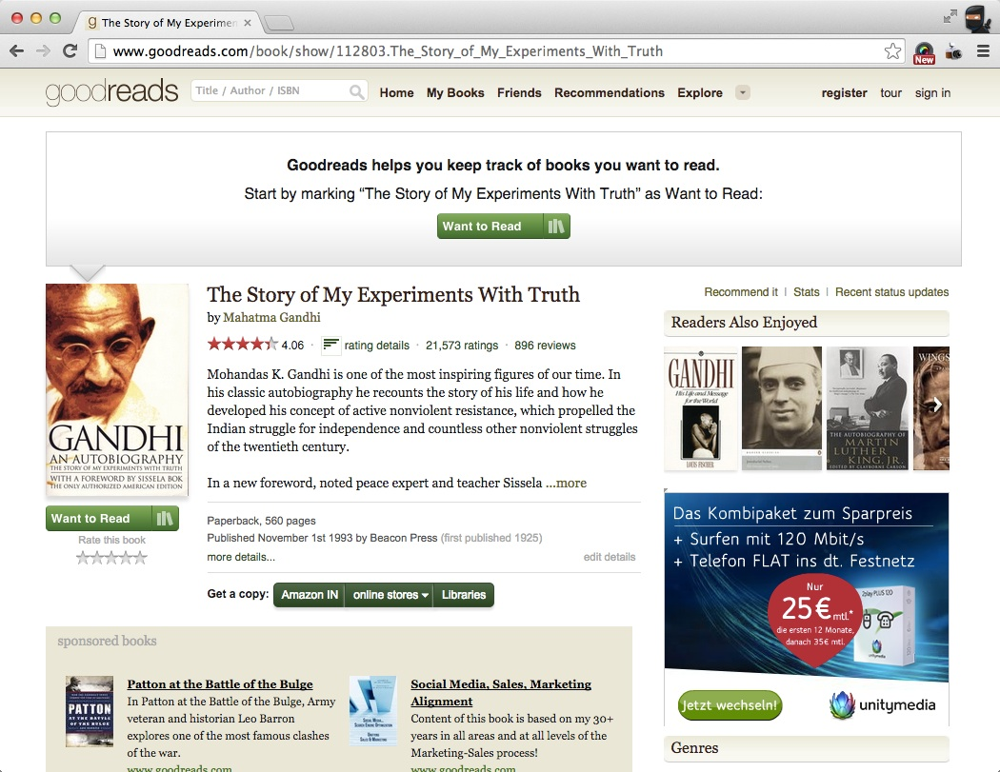 The Story of My Experimen
www.goodreads.com/book/show/112803.The_Story_of_My_Experiments_With_Truth
New
goodreads
Title / Author / ISBN
Home My Books Friends Recommendations Explore
register tour sign in
Goodreads helps you keep track of books you want to read.
Start by marking “The Story of My Experiments With Truth” as Want to Read:
Want to Read
GANDHI
AN AUTOBIOGRAPHY
THE STORY OF MY EXPERIMENTS WITH TRUTH
WITH A FOREWORD BY SISSELA BOK
THE ONLY AUTHORIZED AMERICAN EDITION
Want to Read
Rate this book
The Story of My Experiments With Truth
by Mahatma Gandhi
4.06 · rating details · 21,573 ratings · 896 reviews
Mohandas K. Gandhi is one of the most inspiring figures of our time. In
his classic autobiography he recounts the story of his life and how he
developed his concept of active nonviolent resistance, which propelled the
Indian struggle for independence and countless other nonviolent struggles
of the twentieth century.
In a new foreword, noted peace expert and teacher Sissela ...more
Paperback, 560 pages
Published November 1st 1993 by Beacon Press (first published 1925)
more details...
edit details
Get a copy: Amazon IN online stores Libraries
sponsored books
PATTON
AT THE BATTLE
OF THE BULGE
Patton at the Battle of the Bulge
In Patton at the Battle of the Bulge, Army
veteran and historian Leo Barron
explores one of the most famous clashes
of the war.
www.goodreads.com
Social Media, Sales, Marketing
Alignment
Content of this book is based on my 30+
years in all areas and at all levels of the
Marketing-Sales process!
www.goodreads.com
Recommend it | Stats | Recent status updates
Readers Also Enjoyed
GANDHI
His Life and Message
for the World
LOUIS FISCHER
THE AUTOBIOGRAPHY OF
MARTIN
LUTHER
KING, JR.
EDITED BY CLAYBORNE CARSON
WINGS
Das Kombipaket zum Sparpreis
+ Surfen mit 120 Mbit/s
+ Telefon FLAT ins dt. Festnetz
Nur
25 € mtl.*
die ersten 12 Monate,
danach 35€ mtl.
2play PLUS 120
Jetzt wechseln!
unitymedia
Genres